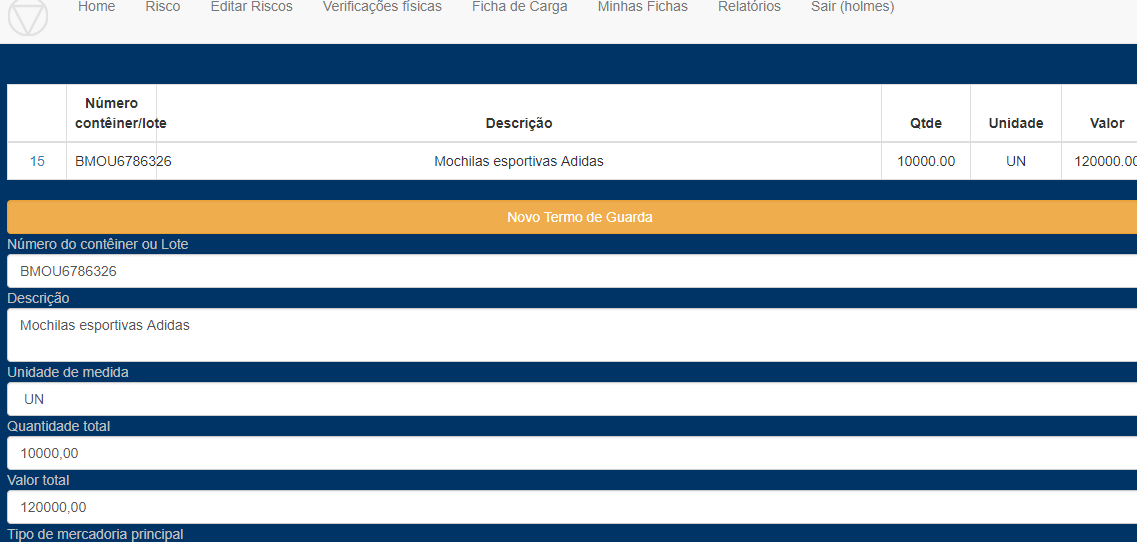 Home Risco Editar Riscos Verificações físicas Ficha de Carga Minhas Fichas Relatórios Sair (holmes)
Número
contêiner/lote Descrição Qtde Unidade Valor
15 BMOU6786326 Mochilas esportivas Adidas 10000.00 UN 120000.00
Novo Termo de Guarda
Número do contêiner ou Lote
BMOU6786326
Descrição
Mochilas esportivas Adidas
Unidade de medida
UN
Quantidade total
10000,00
Valor total
120000,00
Tipo de mercadoria principal